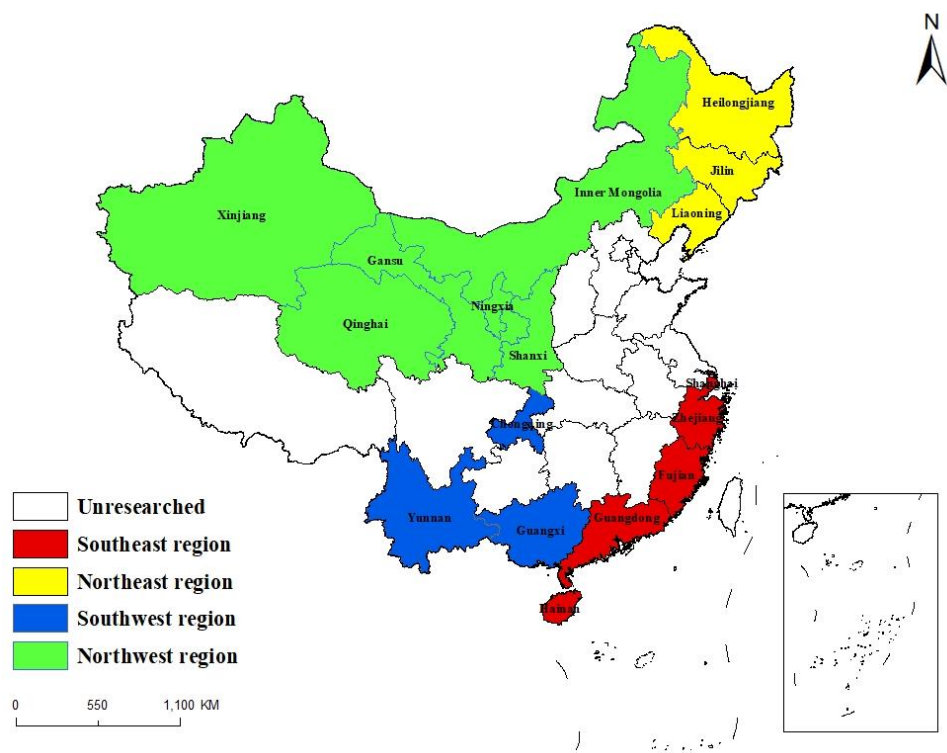 N
Heilongjiang
Jilin
Inner Mongolia
Liaoning
Xinjiang
Gansu
Ningxia
Qinghai
Shanxi
Shanghai
Zhejiang
Chongqing
Fujian
Yunnan
Guangxi
Guangdong
Hainan
Unresearched
Southeast region
Northeast region
Southwest region
Northwest region
0 550 1,100 KM